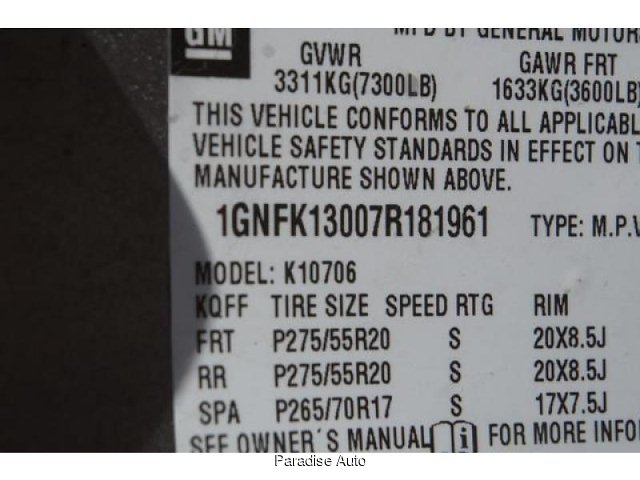 GM
MFD BY GENERAL MOTORS
GVWR GAWR FRT
3311KG(7300LB) 1633KG(3600LB)
THIS VEHICLE CONFORMS TO ALL APPLICABL
VEHICLE SAFETY STANDARDS IN EFFECT ON T
MANUFACTURE SHOWN ABOVE.
1GNFK13007R181961 TYPE: M.P.V
MODEL: K10706
KQFF TIRE SIZE SPEED RTG RIM
FRT P275/55R20 S 20X8.5J
RR P275/55R20 S 20X8.5J
SPA P265/70R17 S 17X7.5J
SEE OWNER'S MANUAL FOR MORE INFO
Paradise Auto